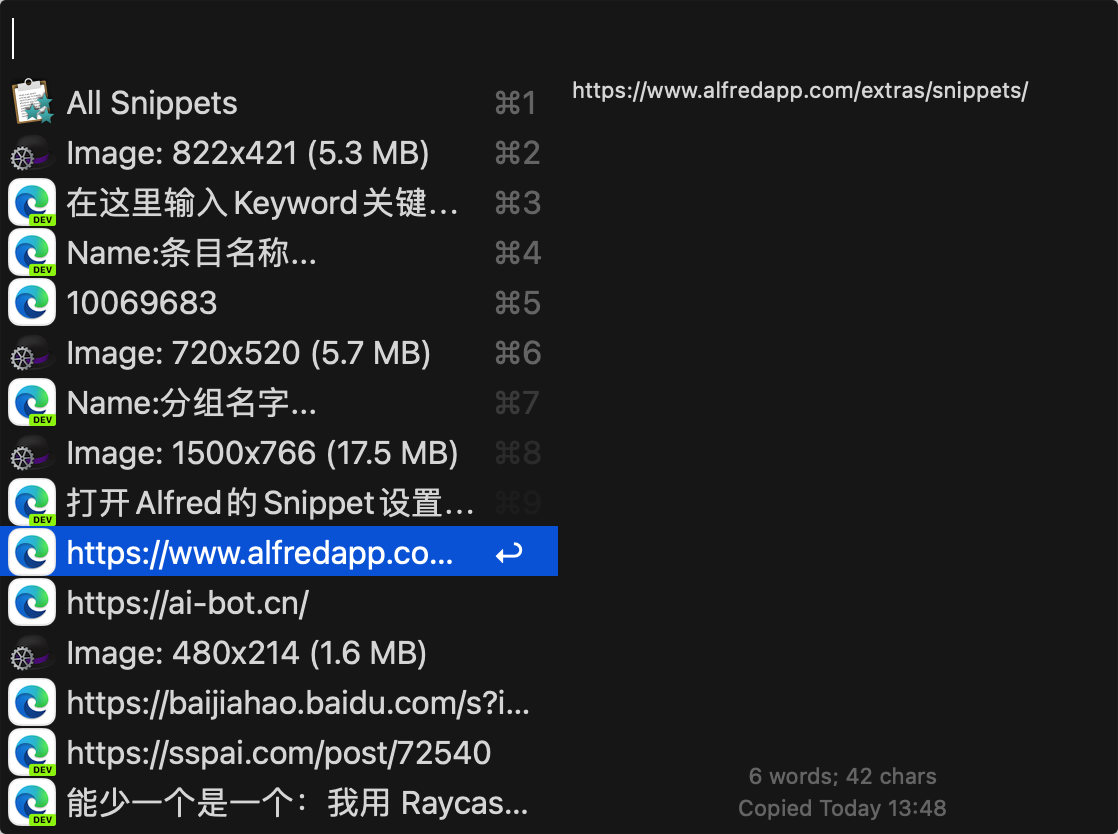 All Snippets ⌘1
Image: 822x421 (5.3 MB) ⌘2
在这里输入Keyword关键… ⌘3
DEV
Name:条目名称… ⌘4
DEV
10069683 ⌘5
Image: 720x520 (5.7 MB) ⌘6
Name:分组名字… ⌘7
DEV
Image: 1500x766 (17.5 MB) ⌘8
打开Alfred的Snippet设置… ⌘9
DEV
https://www.alfredapp.co… ↩
https://ai-bot.cn/
Image: 480x214 (1.6 MB)
https://baijiahao.baidu.com/s?i…
https://sspai.com/post/72540
DEV
能少一个是一个：我用 Raycas…
DEV
https://www.alfredapp.com/extras/snippets/
6 words; 42 chars
Copied Today 13:48